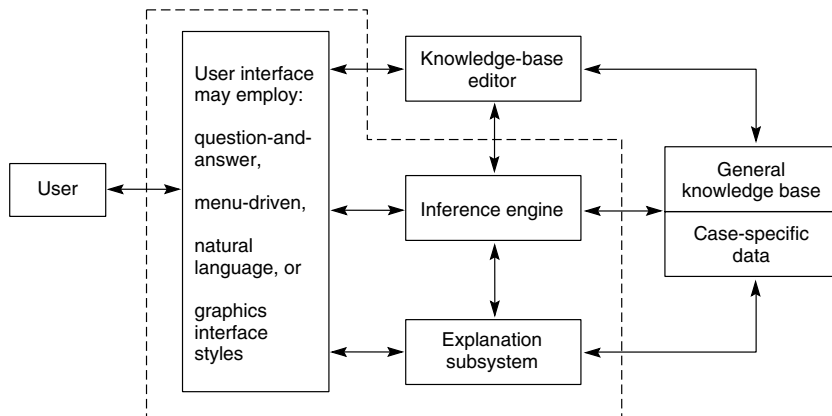 User
User interface
may employ:
question-and-
answer,
menu-driven,
natural
language, or
graphics
interface
styles
Knowledge-base
editor
Inference engine
Explanation
subsystem
General
knowledge base
Case-specific
data